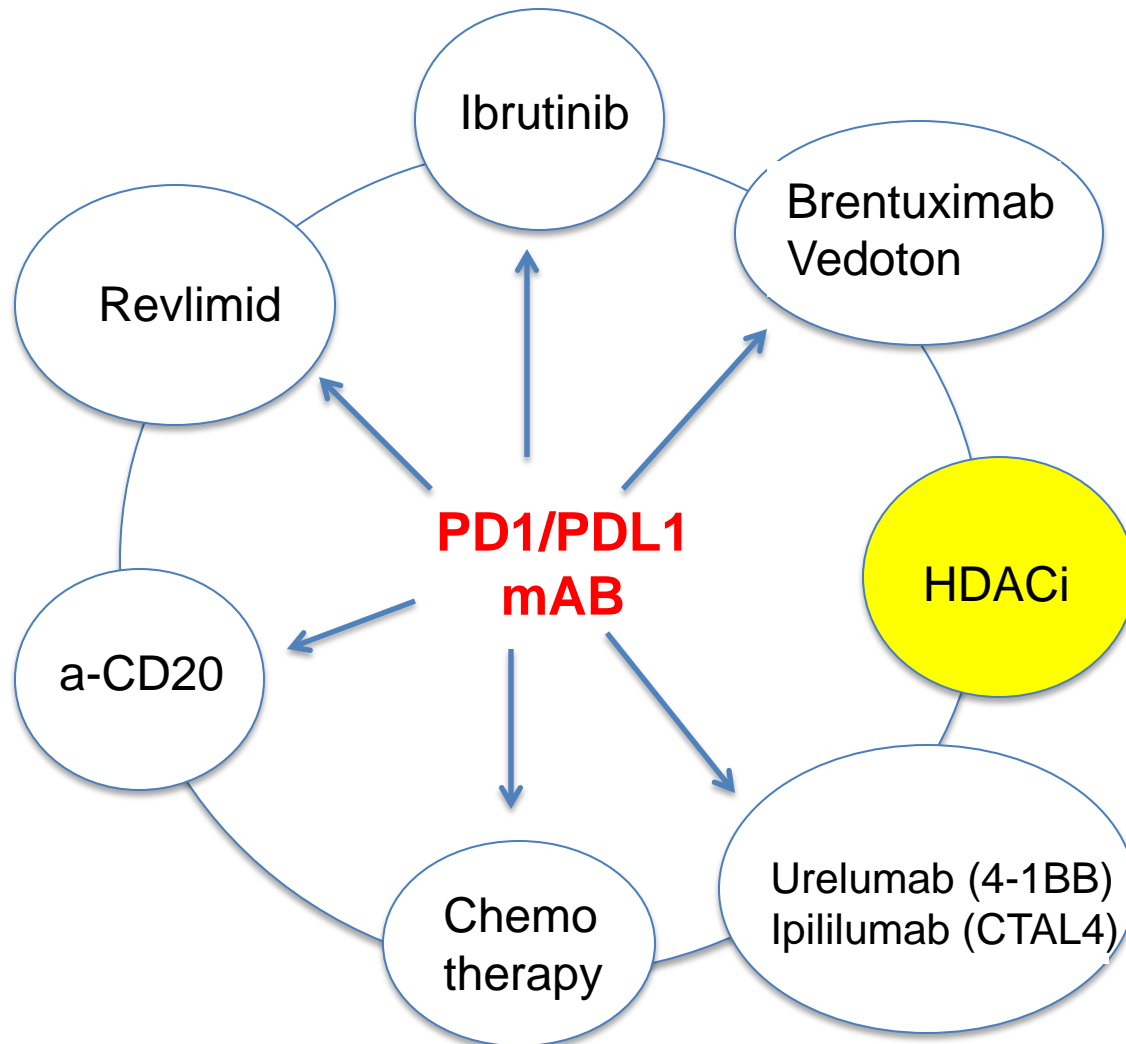 Ibrutinib
Brentuximab
Vedoton
Revlimid
PD1/PDL1
mAB
HDACi
a-CD20
Urelumab (4-1BB)
Ipililumab (CTAL4)
Chemo
therapy